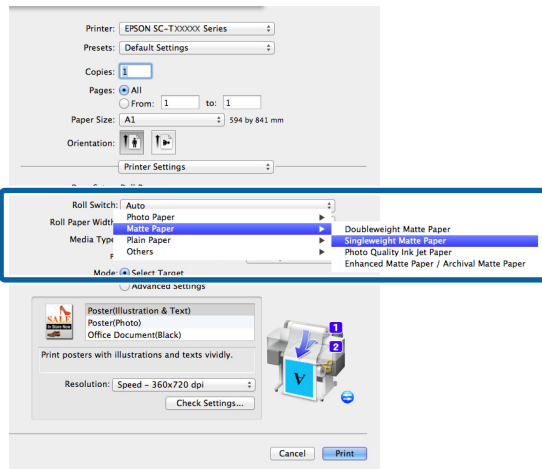 Printer: EPSON SC-TXXXXX Series
Presets: Default Settings
Copies: 1
Pages: All
From: 1 to: 1
Paper Size: A1 594 by 841 mm
Orientation:
Printer Settings
Roll Switch: Auto
Roll Paper Width
Photo Paper
Matte Paper
Doubleweight Matte Paper
Media Type
Plain Paper
Singleweight Matte Paper
Others
Photo Quality Ink Jet Paper
Enhanced Matte Paper / Archival Matte Paper
Mode: Select Target
Advanced Settings
SALE
In Store Now
Poster(Illustration & Text)
Poster(Photo)
Office Document(Black)
1
2
A
Print posters with illustrations and texts vividly.
Resolution: Speed - 360x720 dpi
Check Settings...
Cancel Print